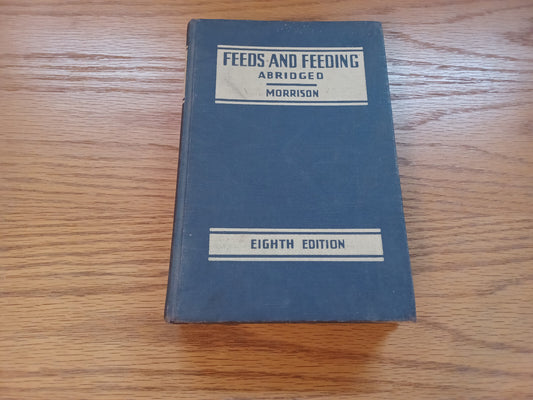 FEEDS AND FEEDING
ABRIDGED
MORRISON
EIGHTH EDITION